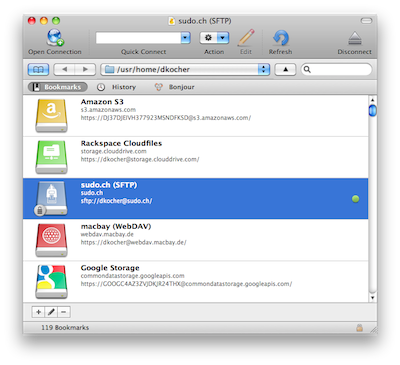 sudo.ch (SFTP)
Open Connection
Quick Connect
Action
Edit
Refresh
Disconnect
/usr/home/dkocher
Bookmarks
History
Bonjour
Amazon S3
s3.amazonaws.com
https://DJ37DJEIVH377923MSNDFKSD@s3.amazonaws.com/
Rackspace Cloudfiles
storage.clouddrive.com
https://dkocher@storage.clouddrive.com/
sudo.ch (SFTP)
sudo.ch
sftp://dkocher@sudo.ch/
macbay (WebDAV)
webdav.macbay.de
https://dkocher@webdav.macbay.de/
Google Storage
commondatastorage.googleapis.com
https://GOOGC4AZ3ZVJDKJR24THX@commondatastorage.googleapis.com/
119 Bookmarks